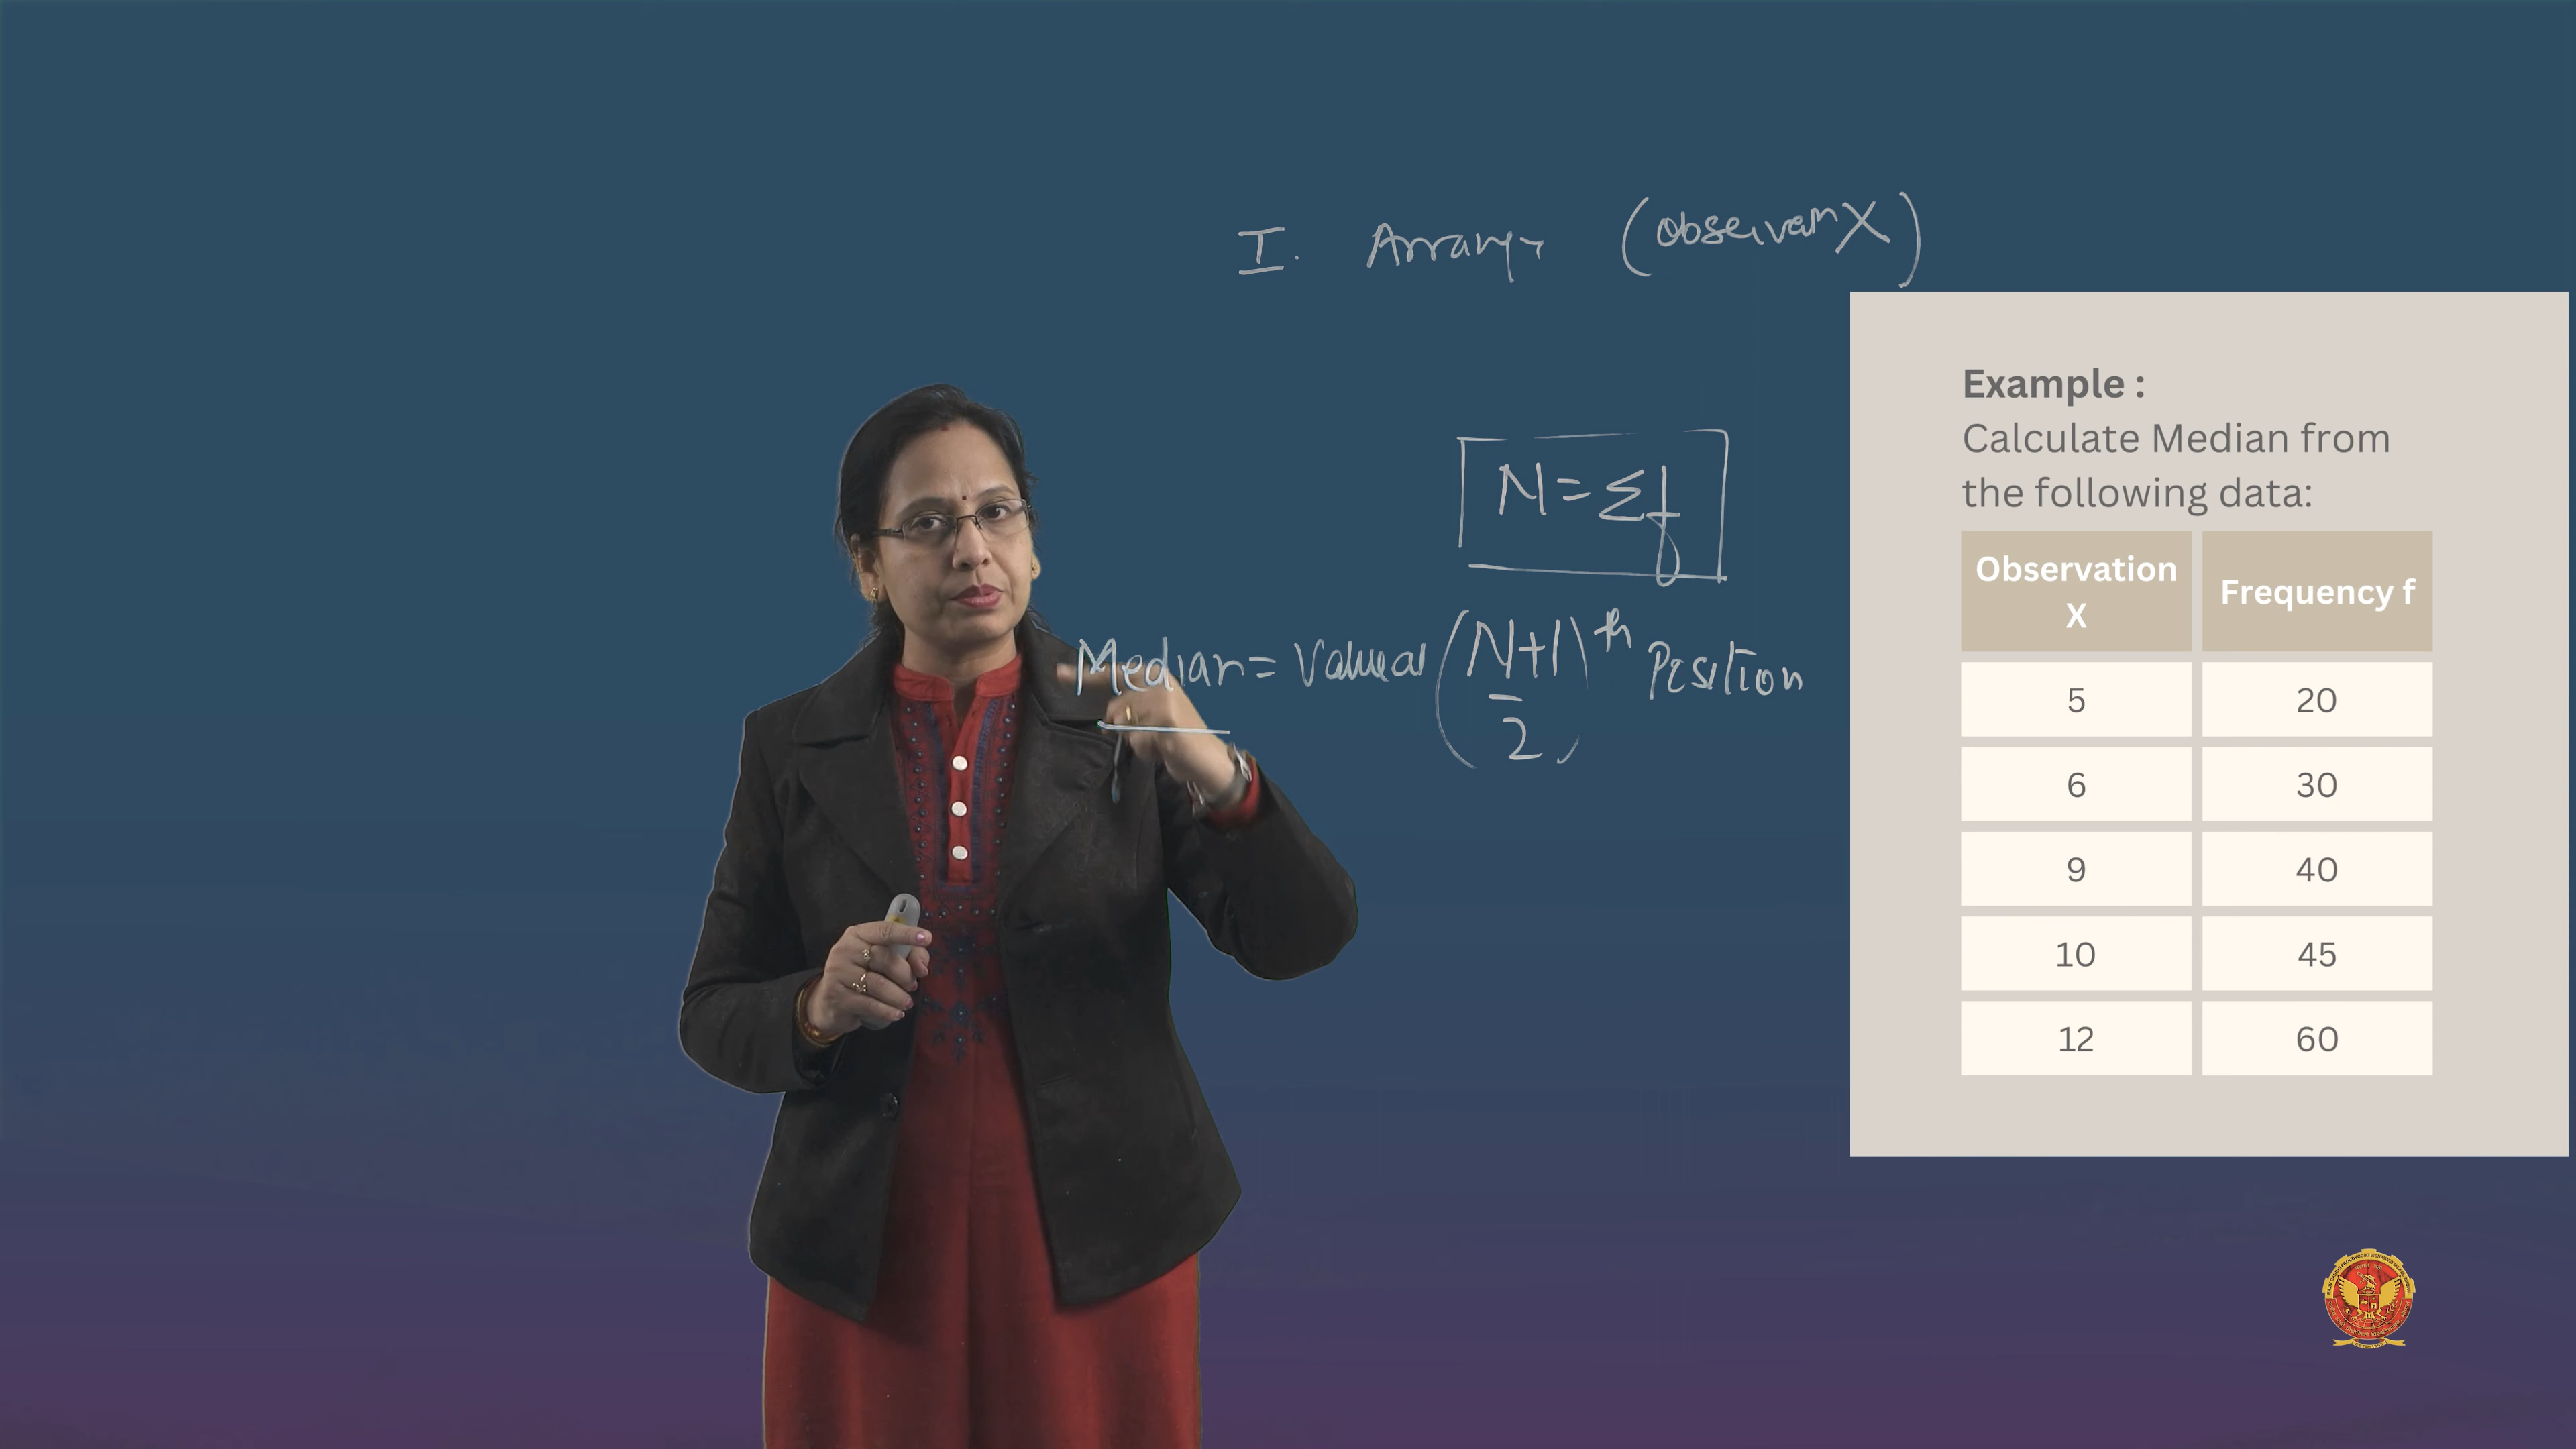 I. Arrange (observan X)
N = Σf
Median = Value at (N+1/2)th Position
Example :
Calculate Median from
the following data:
Observation X Frequency f
5 20
6 30
9 40
10 45
12 60